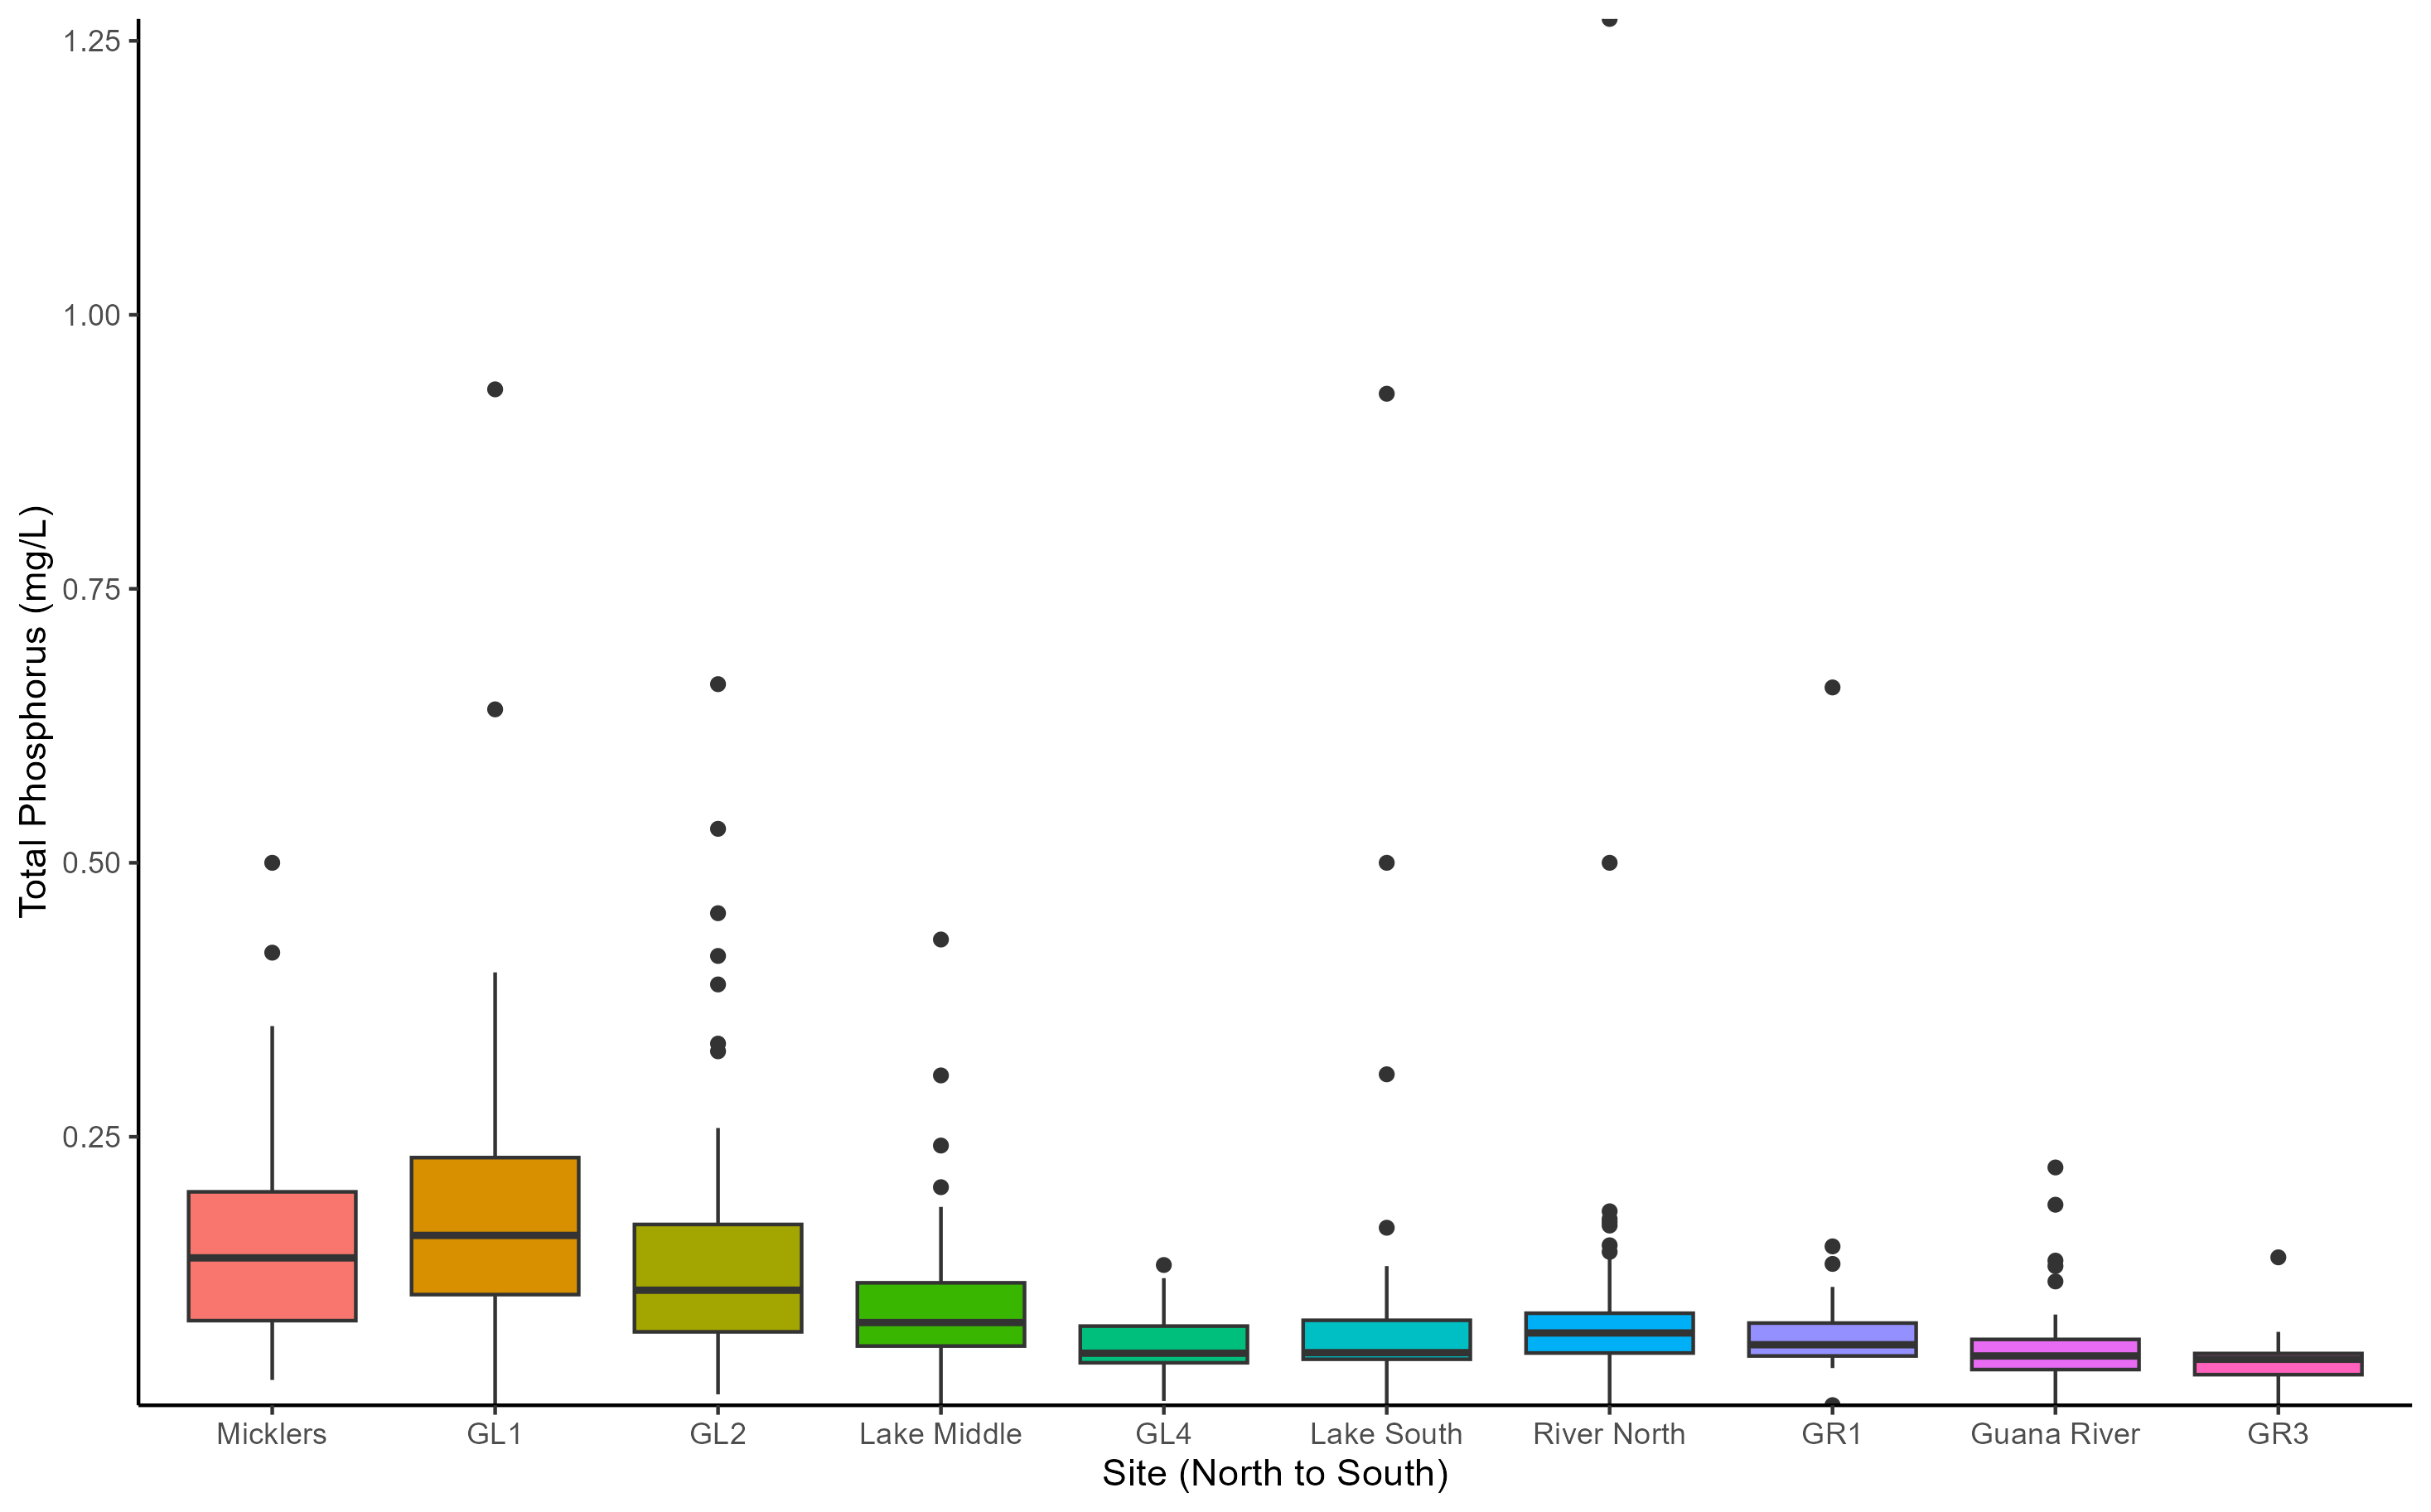 Total Phosphorus (mg/L)
1.25
1.00
0.75
0.50
0.25
Micklers GL1 GL2 Lake Middle GL4 Lake South River North GR1 Guana River GR3
Site (North to South)